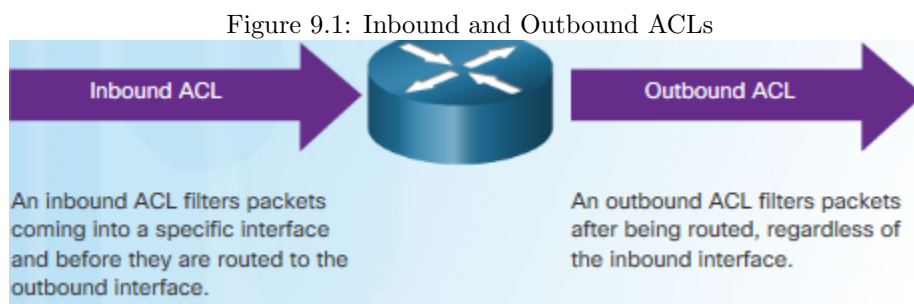 Figure 9.1: Inbound and Outbound ACLs
Inbound ACL
Outbound ACL
An inbound ACL filters packets
coming into a specific interface
and before they are routed to the
outbound interface.
An outbound ACL filters packets
after being routed, regardless of
the inbound interface.